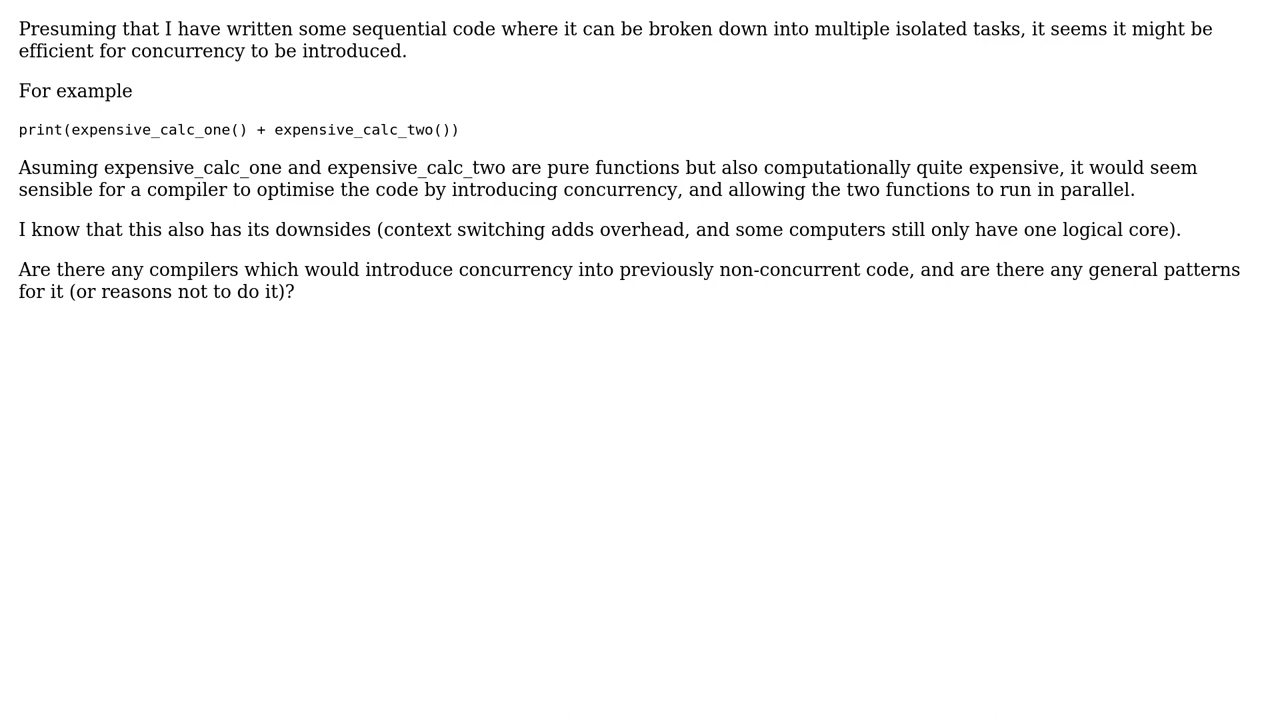 Presuming that I have written some sequential code where it can be broken down into multiple isolated tasks, it seems it might be
efficient for concurrency to be introduced.
For example
print(expensive_calc_one() + expensive_calc_two())
Asuming expensive_calc_one and expensive_calc_two are pure functions but also computationally quite expensive, it would seem
sensible for a compiler to optimise the code by introducing concurrency, and allowing the two functions to run in parallel.
I know that this also has its downsides (context switching adds overhead, and some computers still only have one logical core).
Are there any compilers which would introduce concurrency into previously non-concurrent code, and are there any general patterns
for it (or reasons not to do it)?